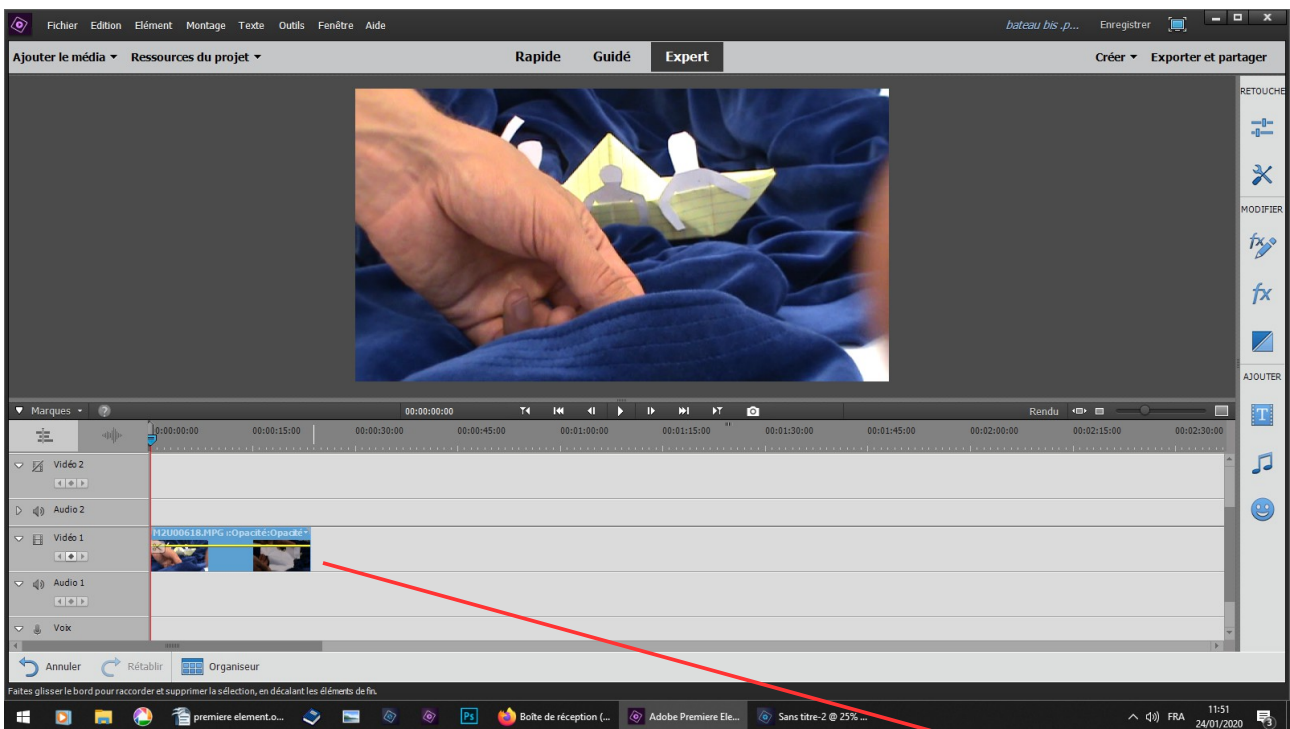 Fichier Edition Elément Montage Texte Outils Fenêtre Aide bateau bis .p... Enregistrer
Ajouter le média Ressources du projet Rapide Guidé Expert Créer Exporter et partager
RETOUCHE
MODIFIER
AJOUTER
Marques 00:00:00:00 Rendu
0:00:00:00 00:00:15:00 00:00:30:00 00:00:45:00 00:01:00:00 00:01:15:00 00:01:30:00 00:01:45:00 00:02:00:00 00:02:15:00 00:02:30:00
Vidéo 2
Audio 2
Vidéo 1 M2U00618.MPG ::Opacité:Opacité
Audio 1
Voix
Annuler Rétablir Organiseur
Faites glisser le bord pour raccorder et supprimer la sélection, en décalant les éléments de fin.
premiere element.o... Ps Boîte de réception (... Adobe Premiere Ele... Sans titre-2 @ 25% ... FRA 11:51
24/01/2020 3